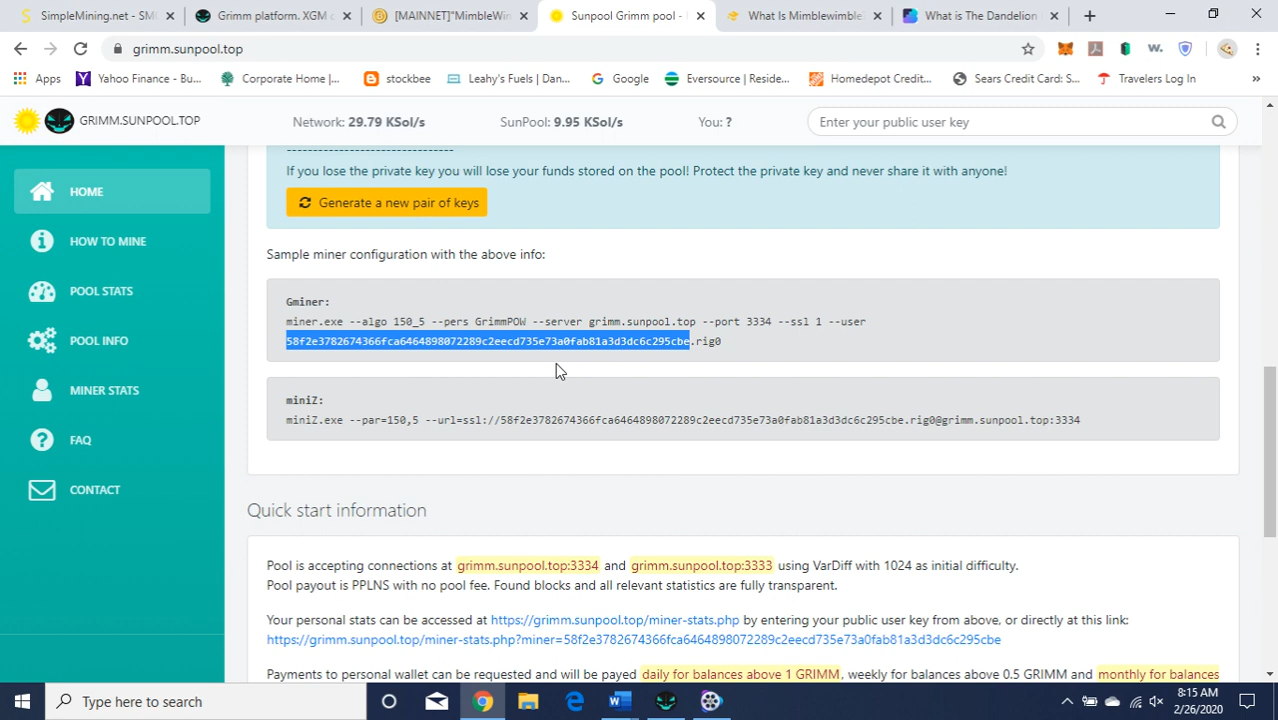 SimpleMining.net - SM
Grimm platform. XGM c
[MAINNET]"MimbleWim
Sunpool Grimm pool -
What Is Mimblewimble
What is The Dandelion
grimm.sunpool.top
Apps
Yahoo Finance - Bu...
Corporate Home |...
stockbee
Leahy's Fuels | Dan...
Google
Eversource | Reside...
Homedepot Credit...
Sears Credit Card: S...
Travelers Log In
»
GRIMM.SUNPOOL.TOP
Network: 29.79 KSol/s
SunPool: 9.95 KSol/s
You: ?
Enter your public user key
HOME
HOW TO MINE
POOL STATS
POOL INFO
MINER STATS
FAQ
CONTACT
-------------------------------
If you lose the private key you will lose your funds stored on the pool! Protect the private key and never share it with anyone!
Generate a new pair of keys
Sample miner configuration with the above info:
Gminer:
miner.exe --algo 150_5 --pers GrimmPOW --server grimm.sunpool.top --port 3334 --ssl 1 --user
58f2e3782674366fca6464898072289c2eecd735e73a0fab81a3d3dc6c295cbe.rig0
miniZ:
miniZ.exe --par=150,5 --url=ssl://58f2e3782674366fca6464898072289c2eecd735e73a0fab81a3d3dc6c295cbe.rig0@grimm.sunpool.top:3334
Quick start information
Pool is accepting connections at grimm.sunpool.top:3334 and grimm.sunpool.top:3333 using VarDiff with 1024 as initial difficulty.
Pool payout is PPLNS with no pool fee. Found blocks and all relevant statistics are fully transparent.
Your personal stats can be accessed at https://grimm.sunpool.top/miner-stats.php by entering your public user key from above, or directly at this link:
https://grimm.sunpool.top/miner-stats.php?miner=58f2e3782674366fca6464898072289c2eecd735e73a0fab81a3d3dc6c295cbe
Payments to personal wallet can be requested and will be paid daily for balances above 1 GRIMM, weekly for balances above 0.5 GRIMM and monthly for balances
Type here to search
8:15 AM
2/26/2020